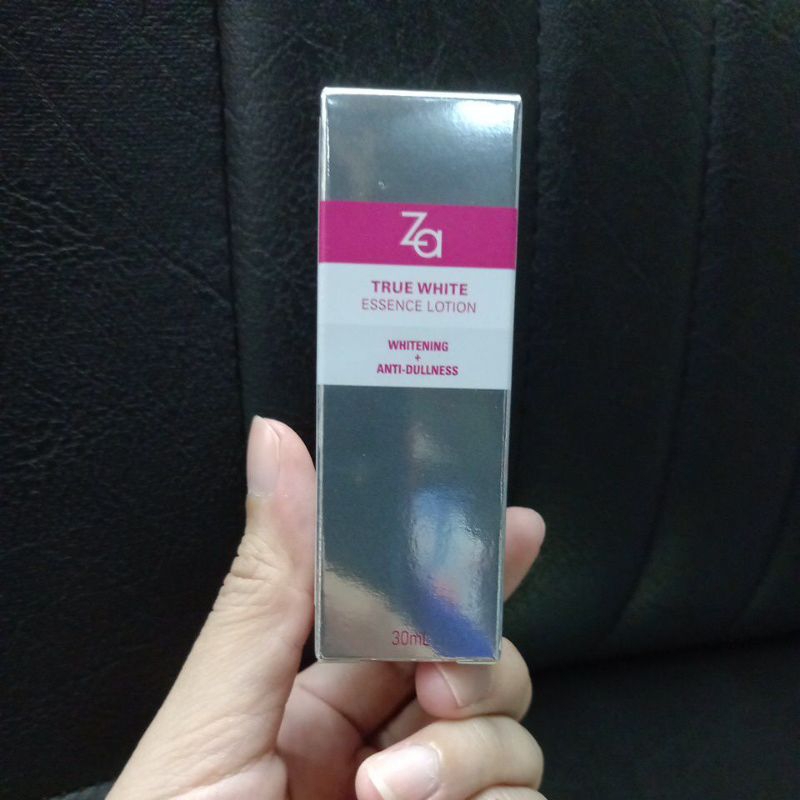 Za
TRUE WHITE
ESSENCE LOTION
WHITENING
+
ANTI-DULLNESS
30mL